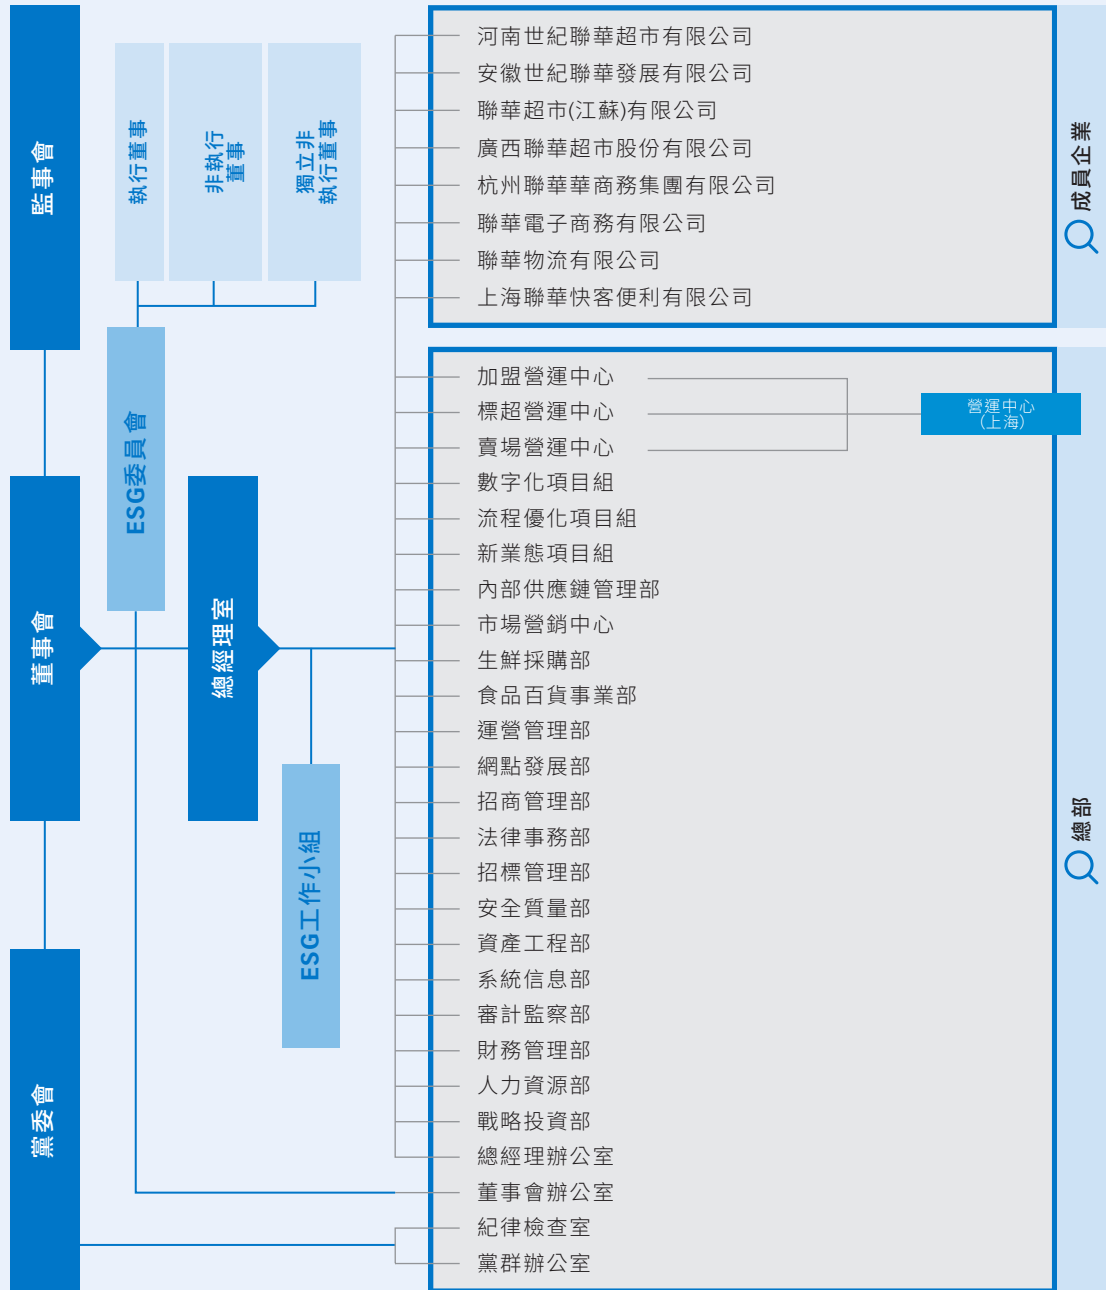 監事會
董事會
黨委會
執行董事
非執行
董事
獨立非
執行董事
ESG委員會
總經理室
ESG工作小組
河南世紀聯華超市有限公司
安徽世紀聯華發展有限公司
聯華超市(江蘇)有限公司
廣西聯華超市股份有限公司
杭州聯華華商務集團有限公司
聯華電子商務有限公司
聯華物流有限公司
上海聯華快客便利有限公司
成員企業
加盟營運中心
標超營運中心
賣場營運中心
營運中心
(上海)
數字化項目組
流程優化項目組
新業態項目組
內部供應鏈管理部
市場營銷中心
生鮮採購部
食品百貨事業部
運營管理部
網點發展部
招商管理部
法律事務部
招標管理部
安全質量部
資產工程部
系統信息部
審計監察部
財務管理部
人力資源部
戰略投資部
總經理辦公室
董事會辦公室
紀律檢查室
黨群辦公室
總部